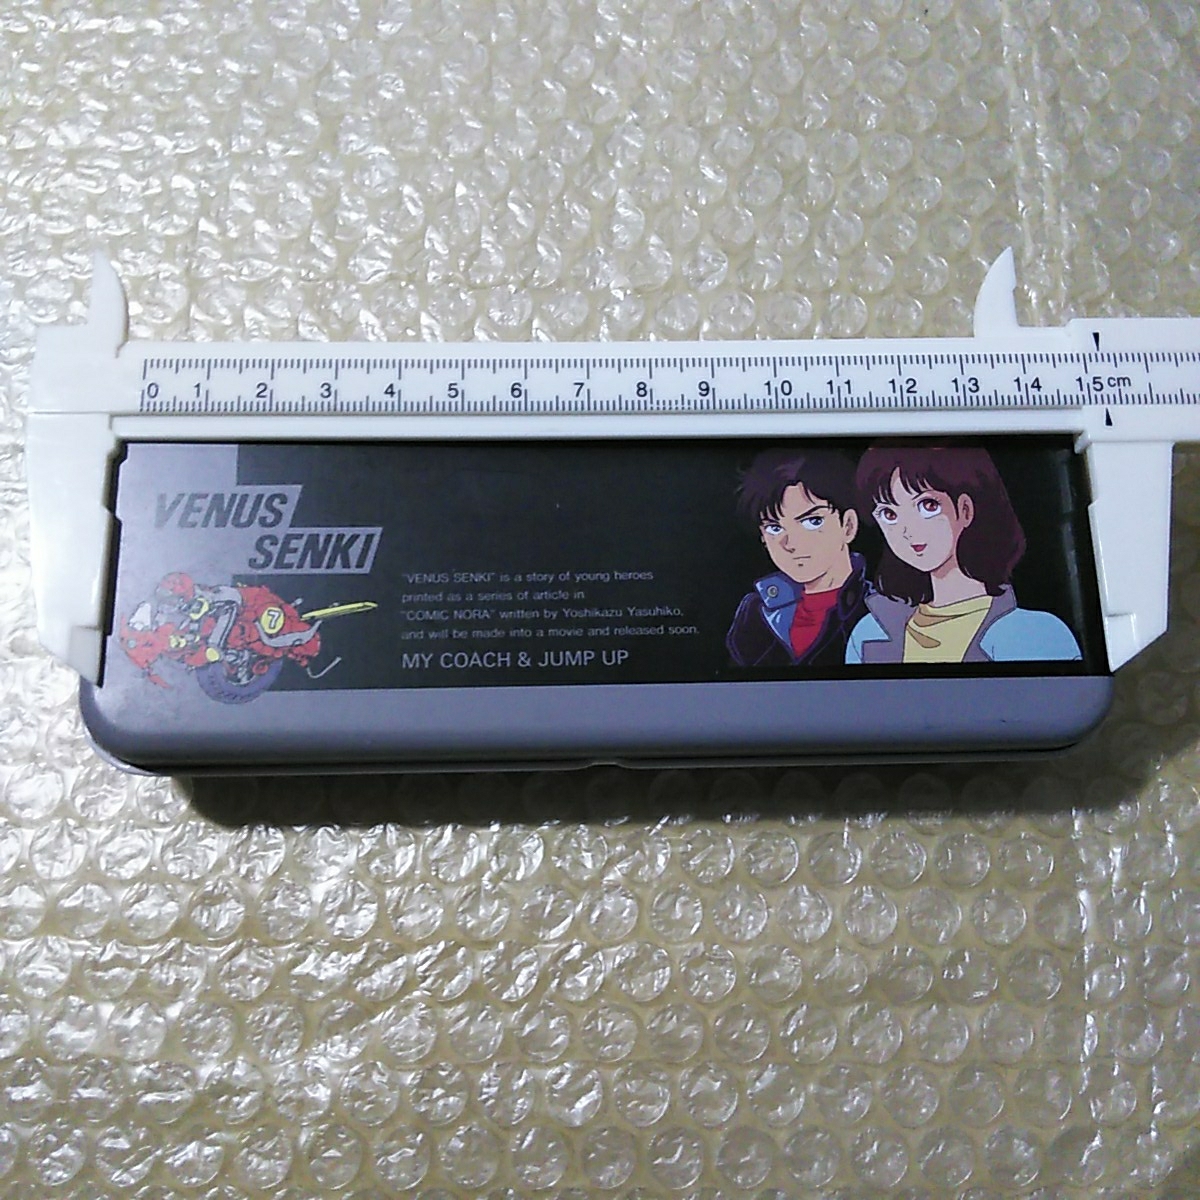 0 1 2 3 4 5 6 7 8 9 10 11 12 13 14 15 cm
VENUS
SENKI
7
"VENUS SENKI" is a story of young heroes
printed as a series of article in
"COMIC NORA" written by Yoshikazu Yasuhiko,
and will be made into a movie and released soon.
MY COACH & JUMP UP